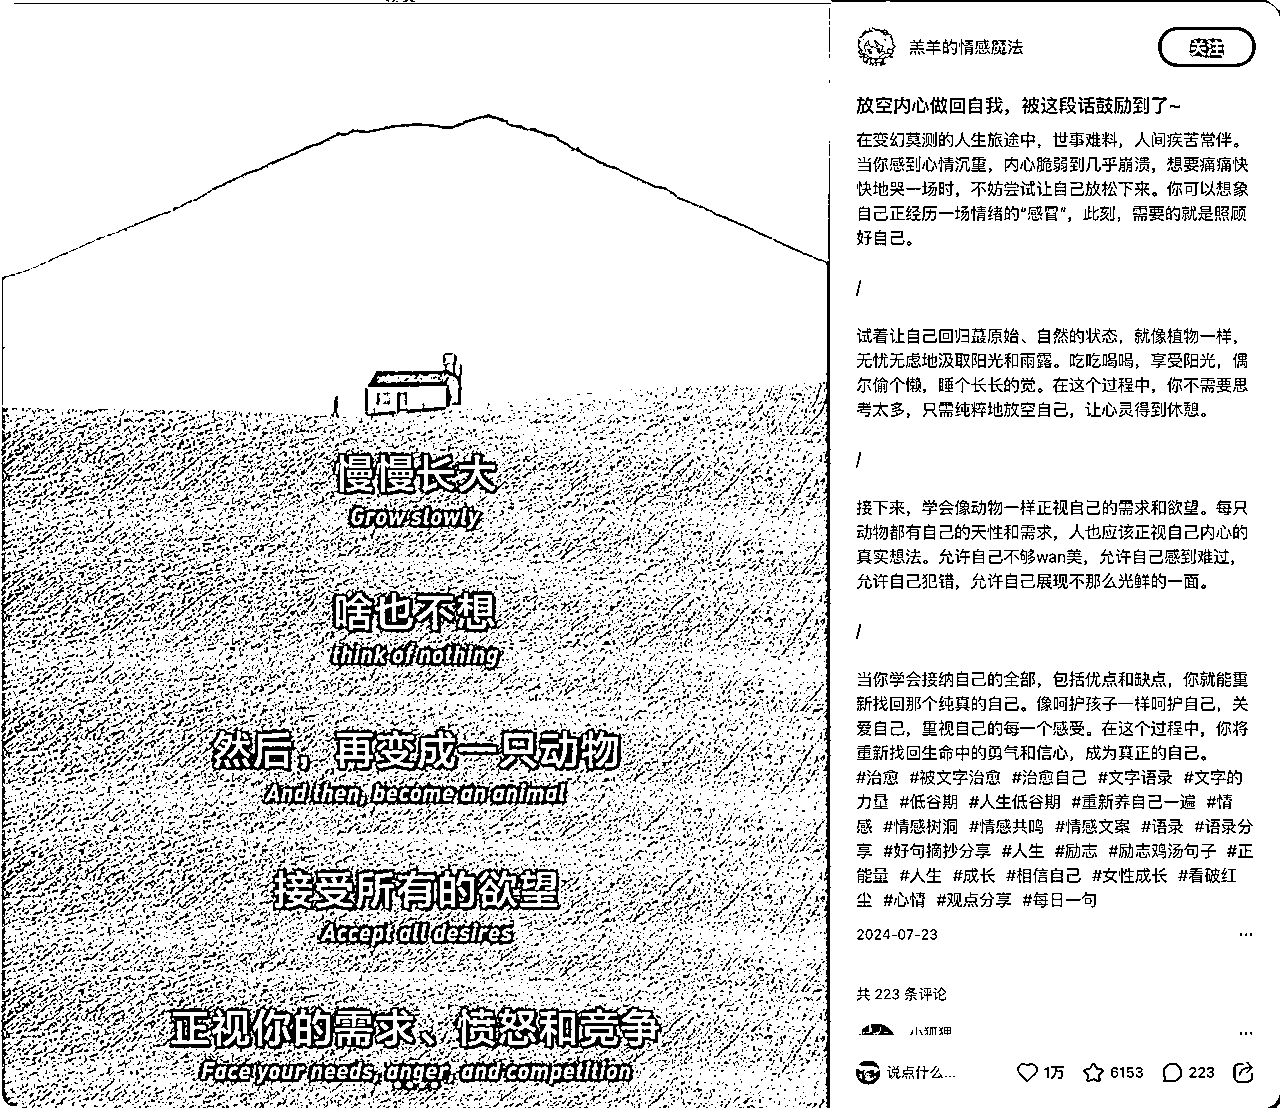 慢慢长大
Grow slowly
啥也不想
think of nothing
然后，再变成一只动物
And then, become an animal
接受所有的欲望
Accept all desires
正视你的需求、愤怒和竞争
Face your needs, anger, and competition
羔羊的情感魔法
关注
放空内心做回自我，被这段话鼓励到了~
在变幻莫测的人生旅途中，世事难料，人间疾苦常伴。
当你感到心情沉重，内心脆弱到几乎崩溃，想要痛痛快
快地哭一场时，不妨尝试让自己放松下来。你可以想象
自己正经历一场情绪的“感冒”，此刻，需要的就是照顾
好自己。
/
试着让自己回归蕞原始、自然的状态，就像植物一样，
无忧无虑地汲取阳光和雨露。吃吃喝喝，享受阳光，偶
尔偷个懒，睡个长长的觉。在这个过程中，你不需要思
考太多，只需纯粹地放空自己，让心灵得到休憩。
/
接下来，学会像动物一样正视自己的需求和欲望。每只
动物都有自己的天性和需求，人也应该正视自己内心的
真实想法。允许自己不够wan美，允许自己感到难过，
允许自己犯错，允许自己展现不那么光鲜的一面。
/
当你学会接纳自己的全部，包括优点和缺点，你就能重
新找回那个纯真的自己。像呵护孩子一样呵护自己，关
爱自己，重视自己的每一个感受。在这个过程中，你将
重新找回生命中的勇气和信心，成为真正的自己。
#治愈 #被文字治愈 #治愈自己 #文字语录 #文字的
力量 #低谷期 #人生低谷期 #重新养自己一遍 #情
感 #情感树洞 #情感共鸣 #情感文案 #语录 #语录分
享 #好句摘抄分享 #人生 #励志 #励志鸡汤句子 #正
能量 #人生 #成长 #相信自己 #女性成长 #看破红
尘 #心情 #观点分享 #每日一句
2024-07-23
共 223 条评论
小狐狸
说点什么...
1万
6153
223